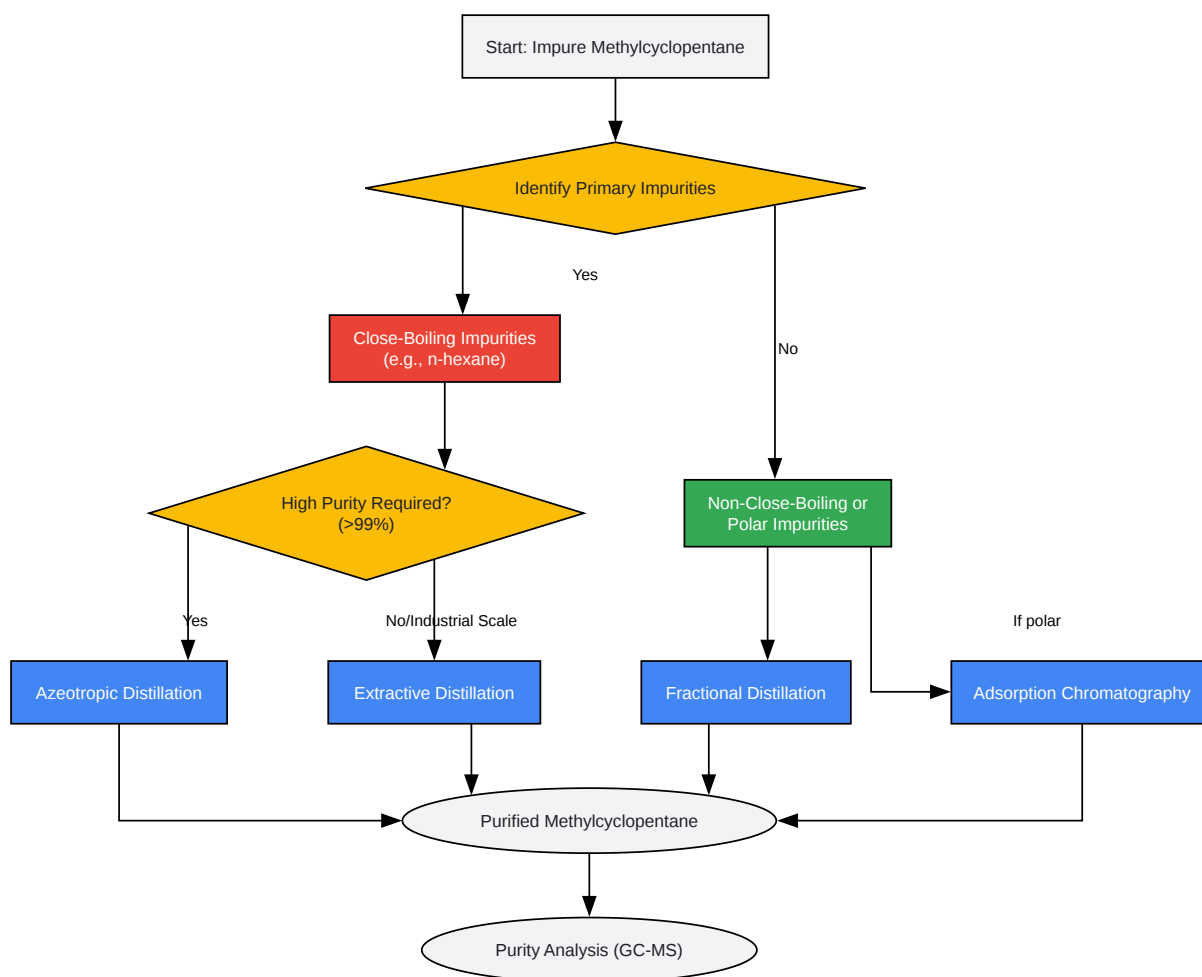 Start: Impure Methylcyclopentane
Identify Primary Impurities
Yes
No
Close-Boiling Impurities
(e.g., n-hexane)
High Purity Required?
(>99%)
Non-Close-Boiling or
Polar Impurities
Yes
No/Industrial Scale
If polar
Azeotropic Distillation
Extractive Distillation
Fractional Distillation
Adsorption Chromatography
Purified Methylcyclopentane
Purity Analysis (GC-MS)